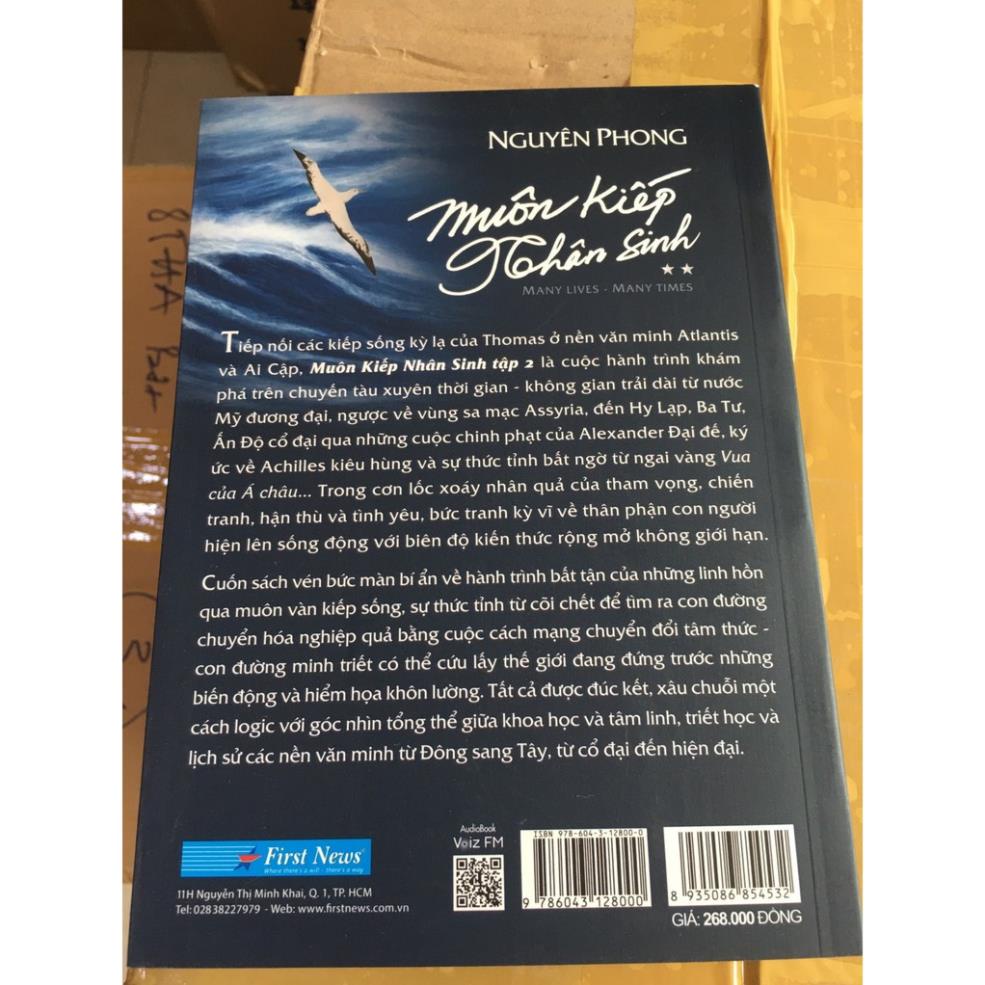 NGUYÊN PHONG
Muôn Kiếp
Nhân Sinh
MANY LIVES - MANY TIMES
Tiếp nối các kiếp sống kỳ lạ của Thomas ở nền văn minh Atlantis
và Ai Cập, Muôn Kiếp Nhân Sinh tập 2 là cuộc hành trình khám
phá trên chuyến tàu xuyên thời gian - không gian trải dài từ nước
Mỹ đương đại, ngược về vùng sa mạc Assyria, đến Hy Lạp, Ba Tư,
Ấn Độ cổ đại qua những cuộc chinh phạt của Alexander Đại đế, ký
ức về Achilles kiêu hùng và sự thức tỉnh bất ngờ từ ngai vàng Vua
của Á châu... Trong cơn lốc xoáy nhân quả của tham vọng, chiến
tranh, hận thù và tình yêu, bức tranh kỳ vĩ về thân phận con người
hiện lên sống động với biên độ kiến thức rộng mở không giới hạn.
Cuốn sách vén bức màn bí ẩn về hành trình bất tận của những linh hồn
qua muôn vàn kiếp sống, sự thức tỉnh từ cõi chết để tìm ra con đường
chuyển hóa nghiệp quả bằng cuộc cách mạng chuyển đổi tâm thức -
con đường minh triết có thể cứu lấy thế giới đang đứng trước những
biến động và hiểm họa khôn lường. Tất cả được đúc kết, xâu chuỗi một
cách logic với góc nhìn tổng thể giữa khoa học và tâm linh, triết học và
lịch sử các nền văn minh từ Đông sang Tây, từ cổ đại đến hiện đại.
First News
Where there's a will - there's a way
11H Nguyễn Thị Minh Khai, Q. 1, TP. HCM
Tel: 02838227979 - Web: www.firstnews.com.vn
AudioBook
Voiz FM
ISBN 978-604-3-12800-0
9 786043 128000
8 935086 854532
GIÁ: 268.000 ĐỒNG